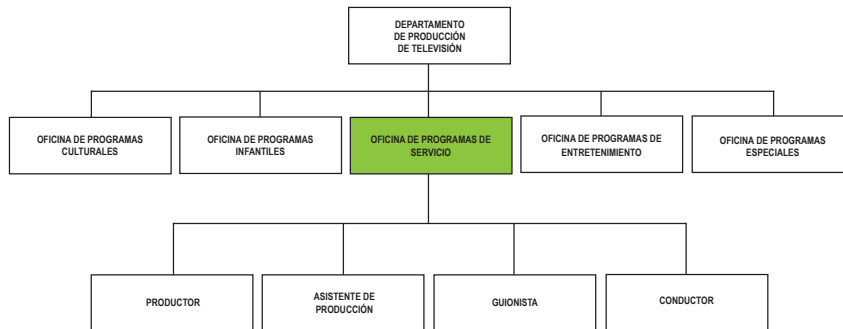 DEPARTAMENTO
DE PRODUCCIÓN
DE TELEVISIÓN
OFICINA DE PROGRAMAS
CULTURALES
OFICINA DE PROGRAMAS
INFANTILES
OFICINA DE PROGRAMAS DE
SERVICIO
OFICINA DE PROGRAMAS DE
ENTRETENIMIENTO
OFICINA DE PROGRAMAS
ESPECIALES
PRODUCTOR
ASISTENTE DE
PRODUCCIÓN
GUIONISTA
CONDUCTOR